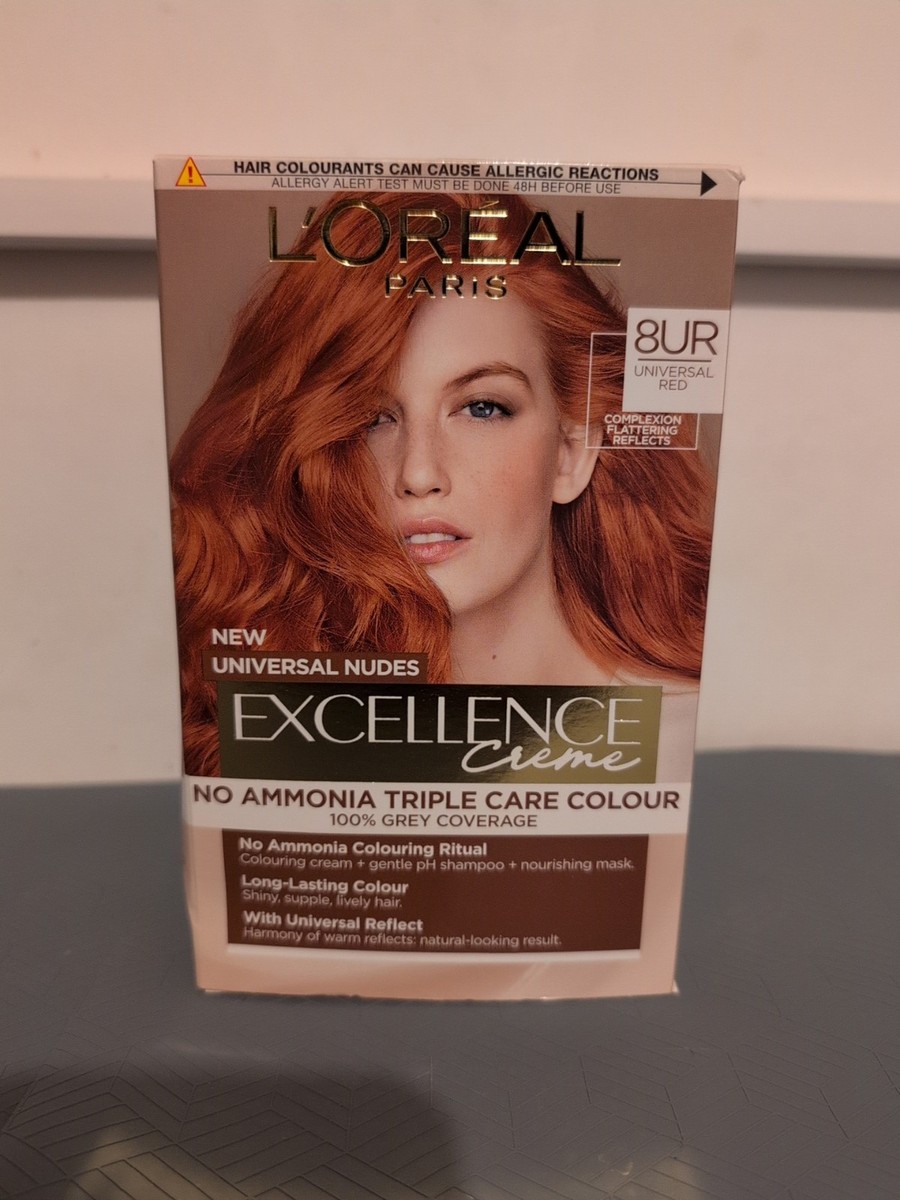 HAIR COLOURANTS CAN CAUSE ALLERGIC REACTIONS
ALLERGY ALERT TEST MUST BE DONE 48H BEFORE USE
L'ORÉAL
PARIS
8UR
UNIVERSAL
RED
COMPLEXION
FLATTERING
REFLECTS
NEW
UNIVERSAL NUDES
EXCELLENCE
Creme
NO AMMONIA TRIPLE CARE COLOUR
100% GREY COVERAGE
No Ammonia Colouring Ritual
Colouring cream + gentle pH shampoo + nourishing mask.
Long-Lasting Colour
Shiny, supple, lively hair.
With Universal Reflect
Harmony of warm reflects: natural-looking result.